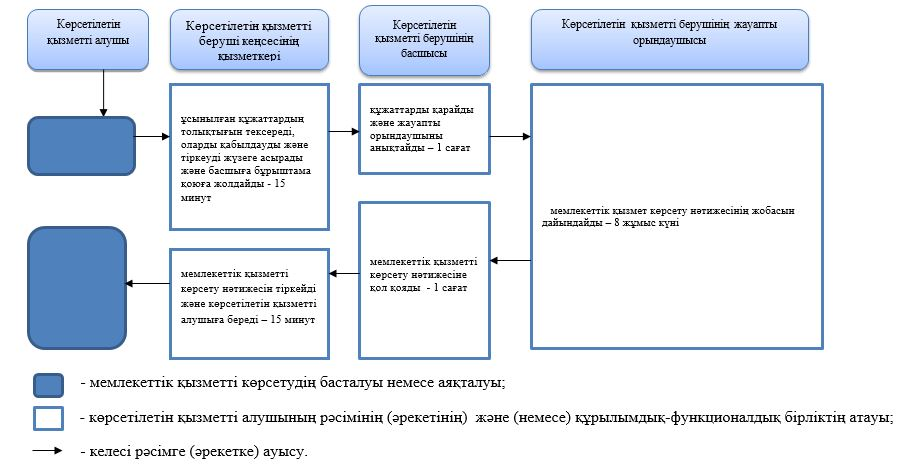 Көрсетілетін
қызметті алушы
Көрсетілетін қызметті
беруші кеңсесінің
қызметкері
Көрсетілетін
қызметті берушінің
басшысы
Көрсетілетін қызметті берушінің жауапты
орындаушысы
ұсынылған құжаттардың
толықтығын тексереді,
оларды қабылдауды және
тіркеуді жүзеге асырады
және басшыға бұрыштама
қоюға жолдайды - 15
минут
құжаттарды қарайды
және жауапты
орындаушыны
анықтайды – 1 сағат
мемлекеттік қызмет көрсету нәтижесінің жобасын
дайындайды – 8 жұмыс күні
мемлекеттік қызметті
көрсету нәтижесіне
қол қояды - 1 сағат
мемлекеттік қызметті
көрсету нәтижесін тіркейді
және көрсетілетін қызметті
алушыға береді – 15 минут
- мемлекеттік қызметті көрсетудің басталуы немесе аяқталуы;
- көрсетілетін қызметті алушының рәсімінің (әрекетінің) және (немесе) құрылымдық-функционалдық бірліктің атауы;
- келесі рәсімге (әрекетке) ауысу.